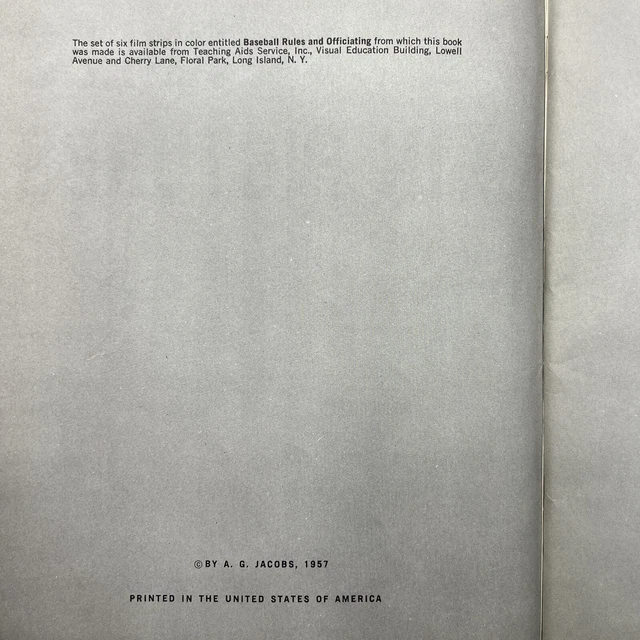 The set of six film strips in color entitled Baseball Rules and Officiating from which this book
was made is available from Teaching Aids Service, Inc., Visual Education Building, Lowell
Avenue and Cherry Lane, Floral Park, Long Island, N. Y.
©BY A. G. JACOBS, 1957
PRINTED IN THE UNITED STATES OF AMERICA